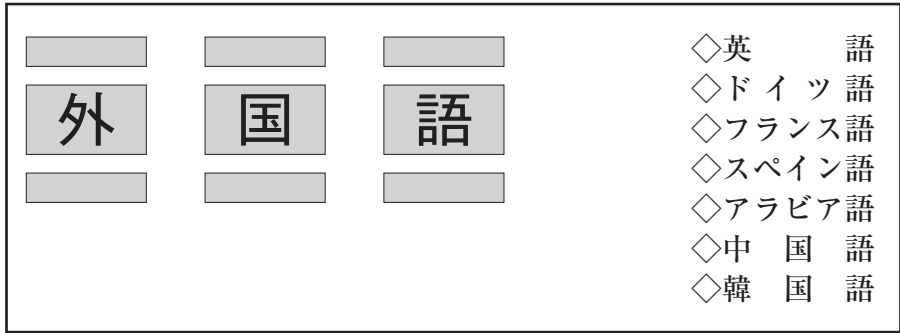 外国語
◇英語
◇ドイツ語
◇フランス語
◇スペイン語
◇アラビア語
◇中国語
◇韓国語